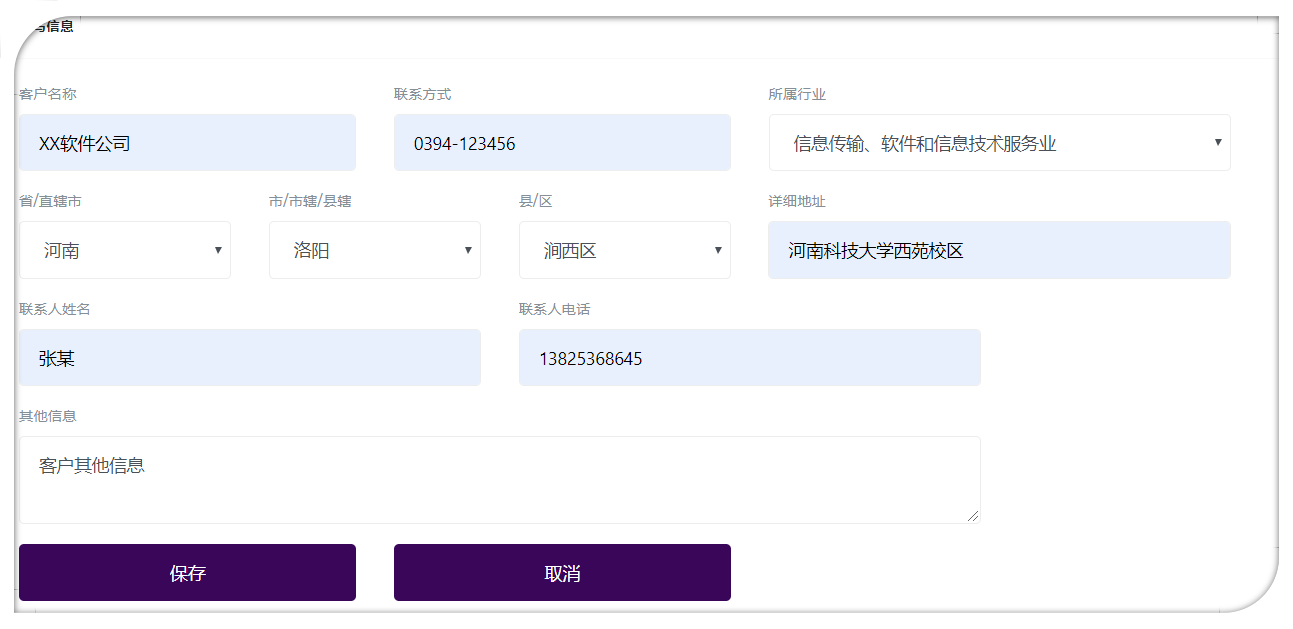 信息
客户名称 联系方式 所属行业
XX软件公司 0394-123456 信息传输、软件和信息技术服务业
省/直辖市 市/市辖/县辖 县/区 详细地址
河南 洛阳 涧西区 河南科技大学西苑校区
联系人姓名 联系人电话
张某 13825368645
其他信息
客户其他信息
保存 取消